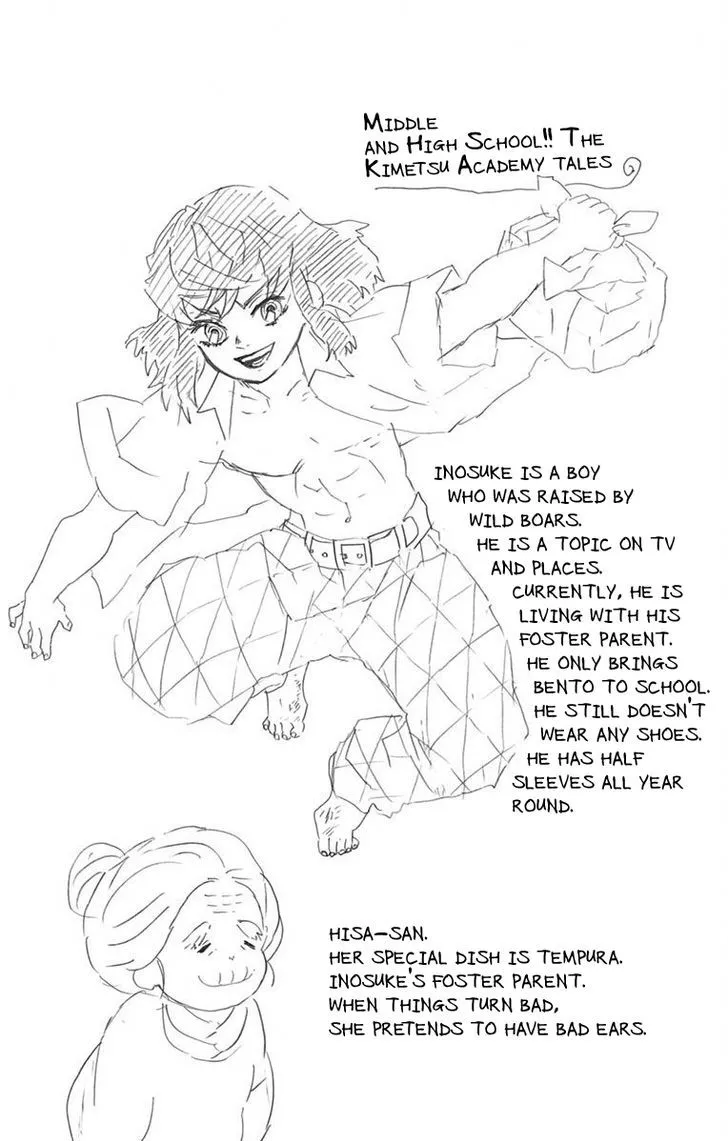 Middle
and High School!! The
Kimetsu Academy tales
Inosuke is a boy
who was raised by
wild boars.
He is a topic on TV
and places.
Currently, he is
living with his
foster parent.
He only brings
bento to school.
He still doesn't
wear any shoes.
He has half
sleeves all year
round.
Hisa-san.
Her special dish is tempura.
Inosuke's foster parent.
When things turn bad,
she pretends to have bad ears.